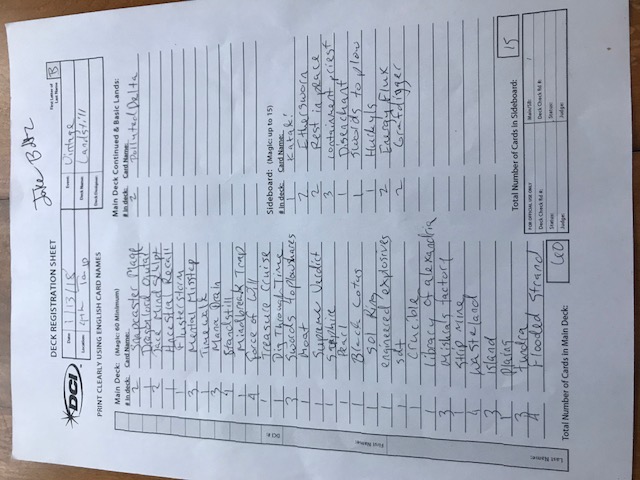 Jake Boltz
DECK REGISTRATION SHEET
First Letter of
Last Name B
DCI
Date: 1/13/18
Event: Vintage
Location: 4th
Deck Name: Landstill
Deck Designer:
PRINT CLEARLY USING ENGLISH CARD NAMES
Main Deck: (Magic: 60 Minimum)
# in deck: Card Name:
2 Snapcaster Mage
1 Dragonlord Ojutai
2 Jace Mind Sculpt
1 Ancestral Recall
1 Flusterstorm
3 Mental Misstep
1 Timewalk
3 Mana Drain
4 Standstill
1 Mindbreak Trap
4 Force of Will
1 Treasure Cruise
1 Dig Through Time
3 Swords to plowshares
1 Moat
1 Supreme Verdict
1 Sapphire
1 Pearl
1 Black Lotus
1 Sol Ring
1 engineered explosives
1 sdt
1 Crucible
1 Library of alexandria
3 Mishras factory
1 Strip Mine
4 Wasteland
3 Island
1 Plains
3 Tundra
4 Flooded Strand
Total Number of Cards in Main Deck: 60
Main Deck Continued & Basic Lands:
# in deck: Card Name:
2 Polluted Delta
Sideboard: (Magic: up to 15)
# in deck: Card Name:
1 Kataki
2 Ethersworn
2 Rest in peace
3 containment priest
1 Disenchant
1 Swords to plow
1 Hurkyls
2 Energy Flux
2 Grafdigger
Total Number of Cards in Sideboard: 15
FOR OFFICIAL USE ONLY
Main/SB: /
Deck Check Rd #:
Deck Check Rd #:
Status:
Status:
Judge:
Judge:
DCI #:
First Name:
Last Name: